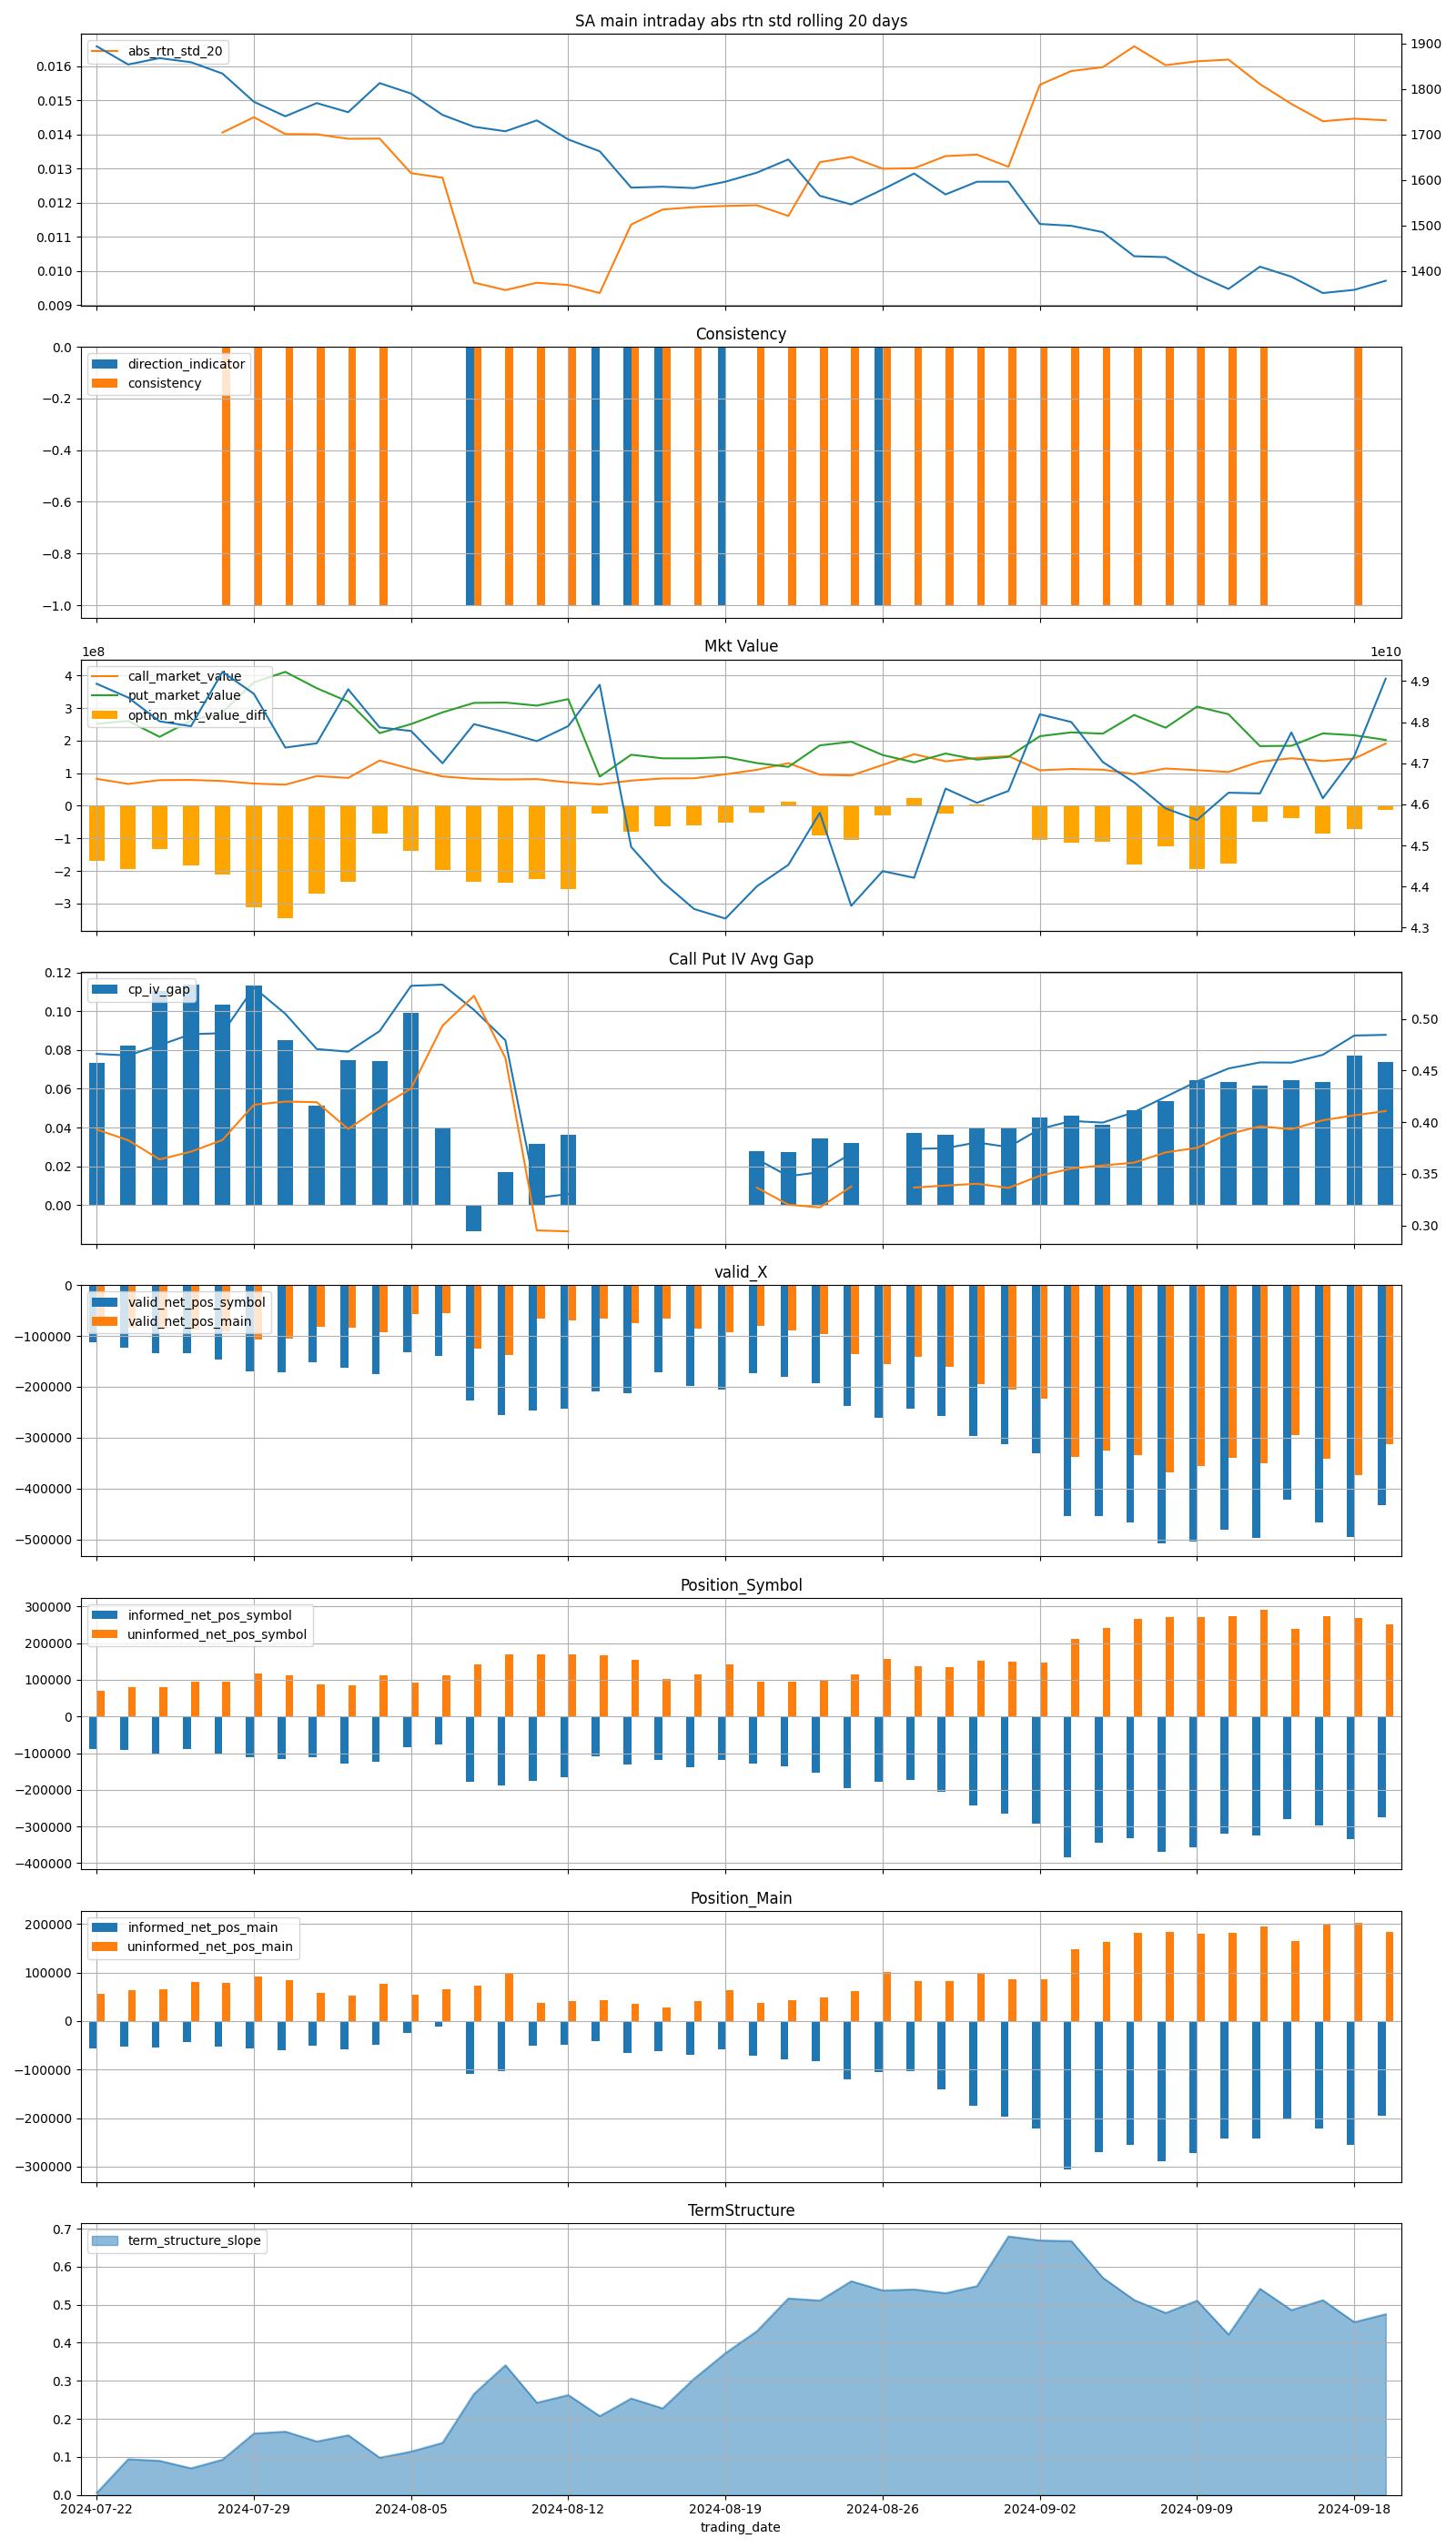 SA main intraday abs rtn std rolling 20 days
abs_rtn_std_20
0.016
0.015
0.014
0.013
0.012
0.011
0.010
0.009
1900
1800
1700
1600
1500
1400
Consistency
direction_indicator
consistency
0.0
−0.2
−0.4
−0.6
−0.8
−1.0
Mkt Value
1e8
1e10
call_market_value
put_market_value
option_mkt_value_diff
4
3
2
1
0
−1
−2
−3
4.9
4.8
4.7
4.6
4.5
4.4
4.3
Call Put IV Avg Gap
cp_iv_gap
0.12
0.10
0.08
0.06
0.04
0.02
0.00
0.50
0.45
0.40
0.35
0.30
valid_X
valid_net_pos_symbol
valid_net_pos_main
0
−100000
−200000
−300000
−400000
−500000
Position_Symbol
informed_net_pos_symbol
uninformed_net_pos_symbol
300000
200000
100000
0
−100000
−200000
−300000
−400000
Position_Main
informed_net_pos_main
uninformed_net_pos_main
200000
100000
0
−100000
−200000
−300000
TermStructure
term_structure_slope
0.7
0.6
0.5
0.4
0.3
0.2
0.1
0.0
2024-07-22 2024-07-29 2024-08-05 2024-08-12 2024-08-19 2024-08-26 2024-09-02 2024-09-09 2024-09-18
trading_date